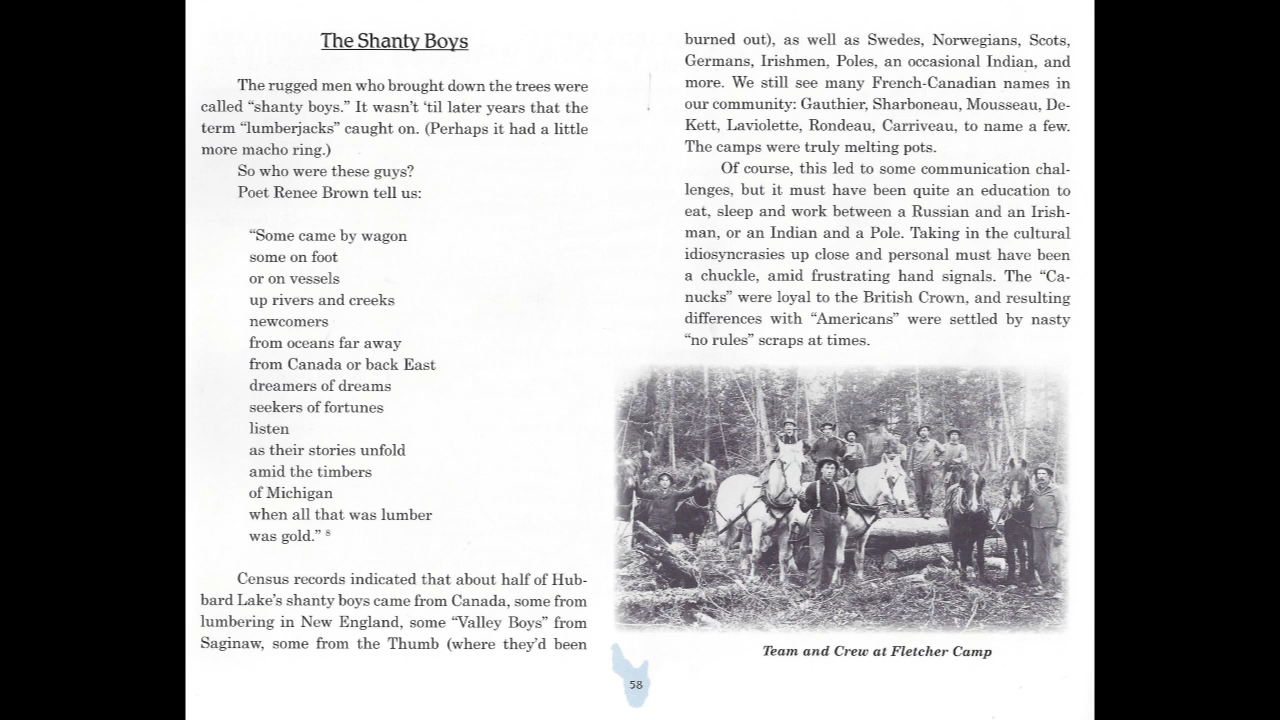 The Shanty Boys
The rugged men who brought down the trees were
called “shanty boys.” It wasn’t ‘til later years that the
term “lumberjacks” caught on. (Perhaps it had a little
more macho ring.)
So who were these guys?
Poet Renee Brown tell us:
“Some came by wagon
some on foot
or on vessels
up rivers and creeks
newcomers
from oceans far away
from Canada or back East
dreamers of dreams
seekers of fortunes
listen
as their stories unfold
amid the timbers
of Michigan
when all that was lumber
was gold.” 8
Census records indicated that about half of Hub-
bard Lake’s shanty boys came from Canada, some from
lumbering in New England, some “Valley Boys” from
Saginaw, some from the Thumb (where they’d been
burned out), as well as Swedes, Norwegians, Scots,
Germans, Irishmen, Poles, an occasional Indian, and
more. We still see many French-Canadian names in
our community: Gauthier, Sharboneau, Mousseau, De-
Kett, Laviolette, Rondeau, Carriveau, to name a few.
The camps were truly melting pots.
Of course, this led to some communication chal-
lenges, but it must have been quite an education to
eat, sleep and work between a Russian and an Irish-
man, or an Indian and a Pole. Taking in the cultural
idiosyncrasies up close and personal must have been
a chuckle, amid frustrating hand signals. The “Ca-
nucks” were loyal to the British Crown, and resulting
differences with “Americans” were settled by nasty
“no rules” scraps at times.
Team and Crew at Fletcher Camp
58